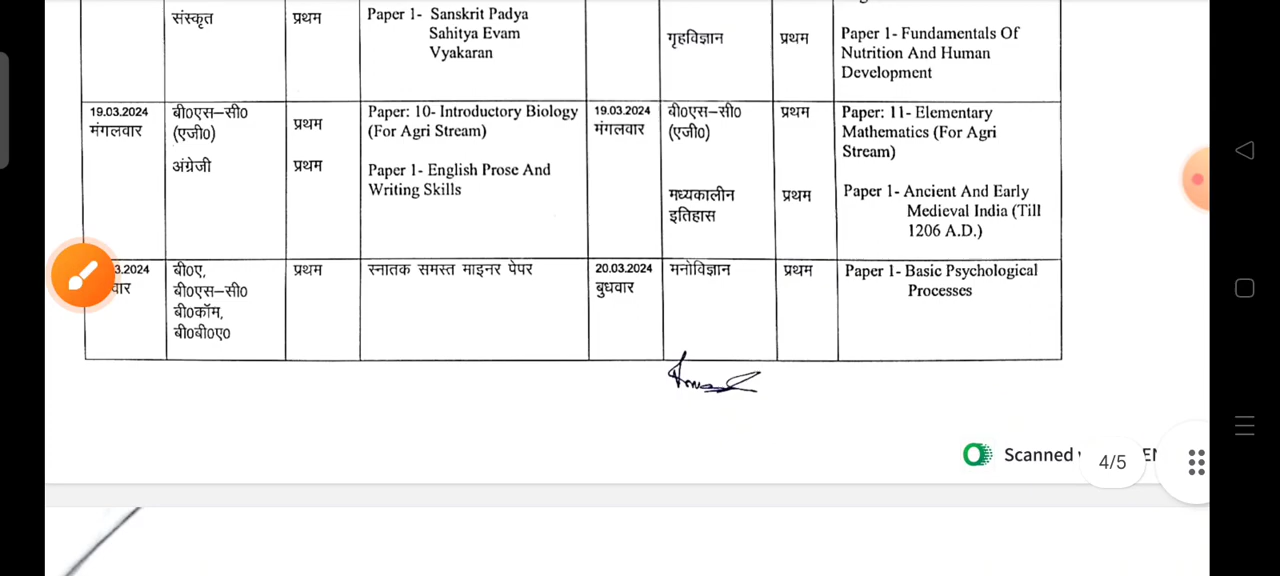 संस्कृत प्रथम Paper 1- Sanskrit Padya
Sahitya Evam
Vyakaran
गृहविज्ञान प्रथम Paper 1- Fundamentals Of
Nutrition And Human
Development
19.03.2024
मंगलवार
बी0एस–सी0
(एजी0)
प्रथम
Paper: 10- Introductory Biology
(For Agri Stream)
अंग्रेजी प्रथम Paper 1- English Prose And
Writing Skills
19.03.2024
मंगलवार
बी0एस–सी0
(एजी0)
प्रथम
Paper: 11- Elementary
Mathematics (For Agri
Stream)
मध्यकालीन
इतिहास
प्रथम
Paper 1- Ancient And Early
Medieval India (Till
1206 A.D.)
3.2024
वार
बी0ए,
बी0एस–सी0
बी0कॉम,
बी0बी0ए0
प्रथम
स्नातक समस्त माइनर पेपर
20.03.2024
बुधवार
मनोविज्ञान
प्रथम
Paper 1- Basic Psychological
Processes
Scanned
4/5